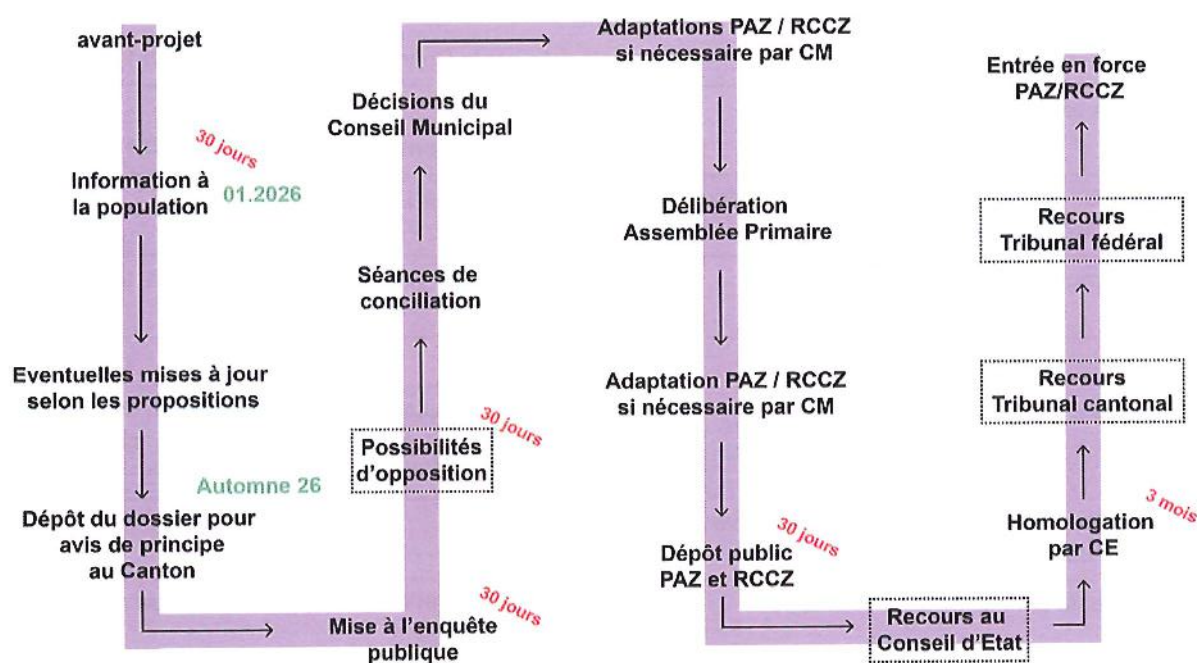 avant-projet
30 jours
Information à
la population
01.2026
Eventuelles mises à jour
selon les propositions
Automne 26
Dépôt du dossier pour
avis de principe
au Canton
Mise à l'enquête
publique
30 jours
Possibilités
d'opposition
30 jours
Séances de
conciliation
Décisions du
Conseil Municipal
Adaptations PAZ / RCCZ
si nécessaire par CM
Délibération
Assemblée Primaire
Adaptation PAZ / RCCZ
si nécessaire par CM
30 jours
Dépôt public
PAZ et RCCZ
Recours au
Conseil d'Etat
Homologation
par CE
3 mois
Recours
Tribunal cantonal
Recours
Tribunal fédéral
Entrée en force
PAZ/RCCZ